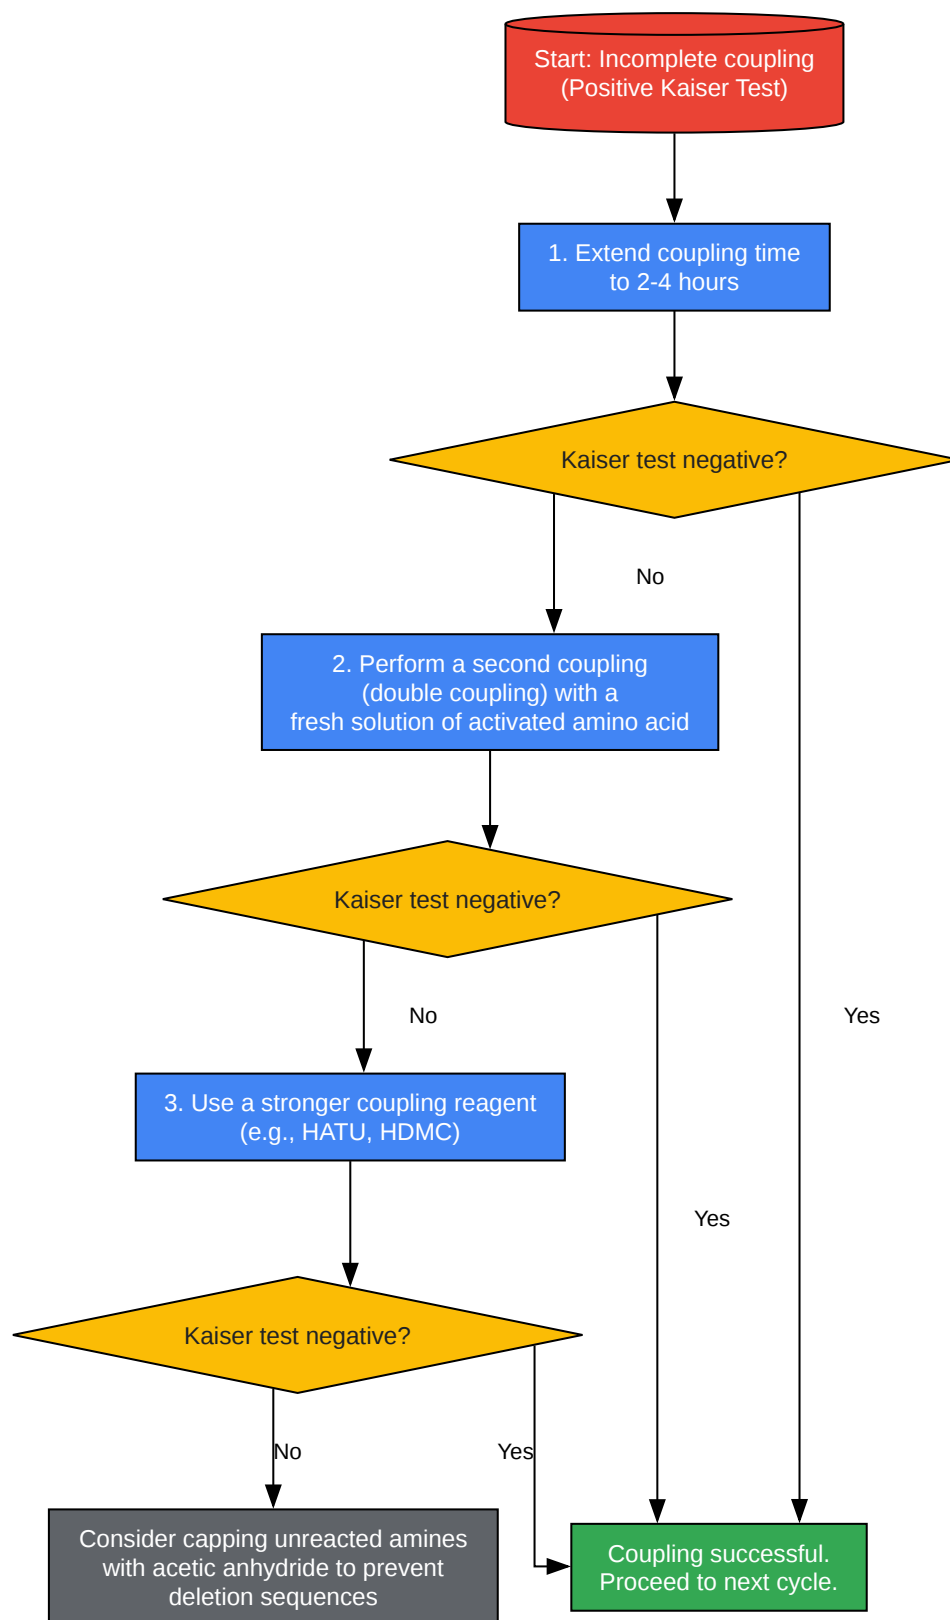 Start: Incomplete coupling
(Positive Kaiser Test)
1. Extend coupling time
to 2-4 hours
Kaiser test negative?
No
2. Perform a second coupling
(double coupling) with a
fresh solution of activated amino acid
Kaiser test negative?
No
Yes
3. Use a stronger coupling reagent
(e.g., HATU, HDMC)
Yes
Kaiser test negative?
No
Yes
Consider capping unreacted amines
with acetic anhydride to prevent
deletion sequences
Coupling successful.
Proceed to next cycle.